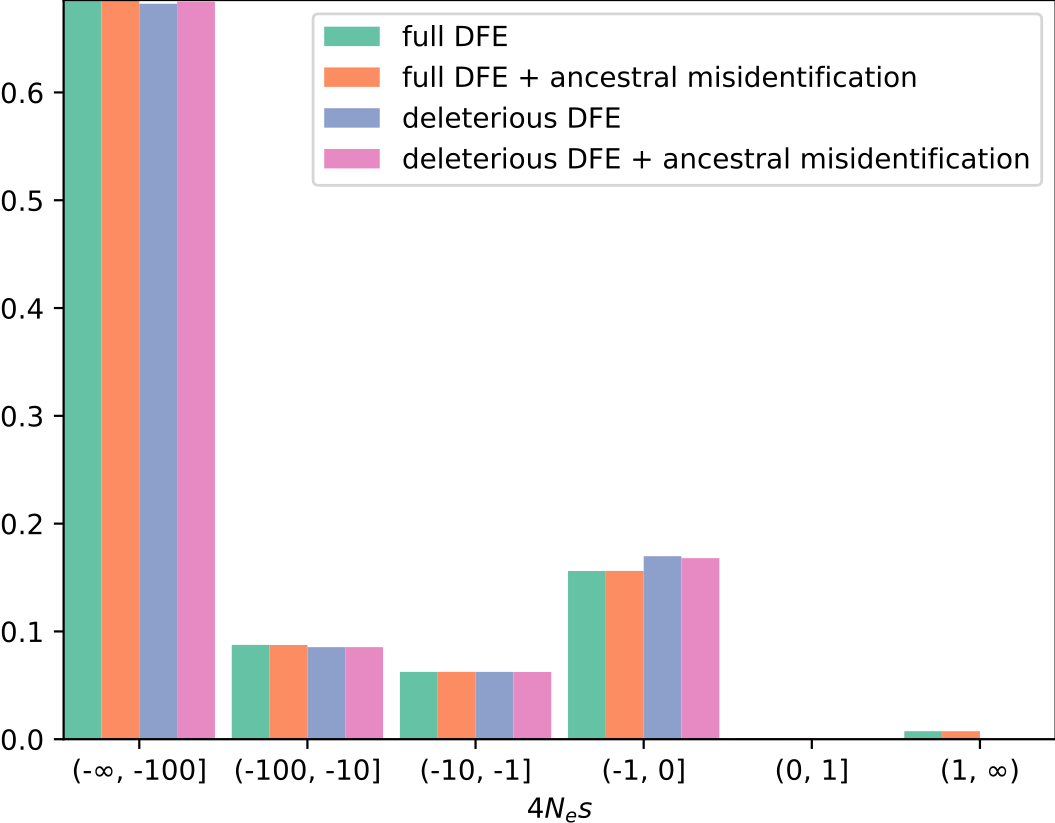 full DFE
full DFE + ancestral misidentification
deleterious DFE
deleterious DFE + ancestral misidentification
0.6
0.5
0.4
0.3
0.2
0.1
0.0
(-∞, -100] (-100, -10] (-10, -1] (-1, 0] (0, 1] (1, ∞)
4Nₑs